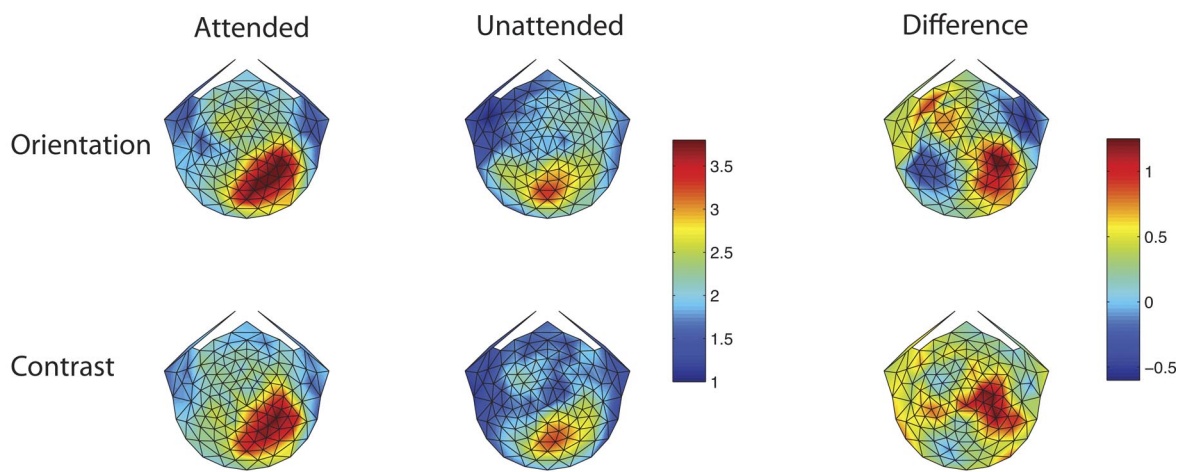 Attended
Unattended
Difference
Orientation
3.5
3
2.5
2
1.5
1
1
0.5
0
−0.5
Contrast